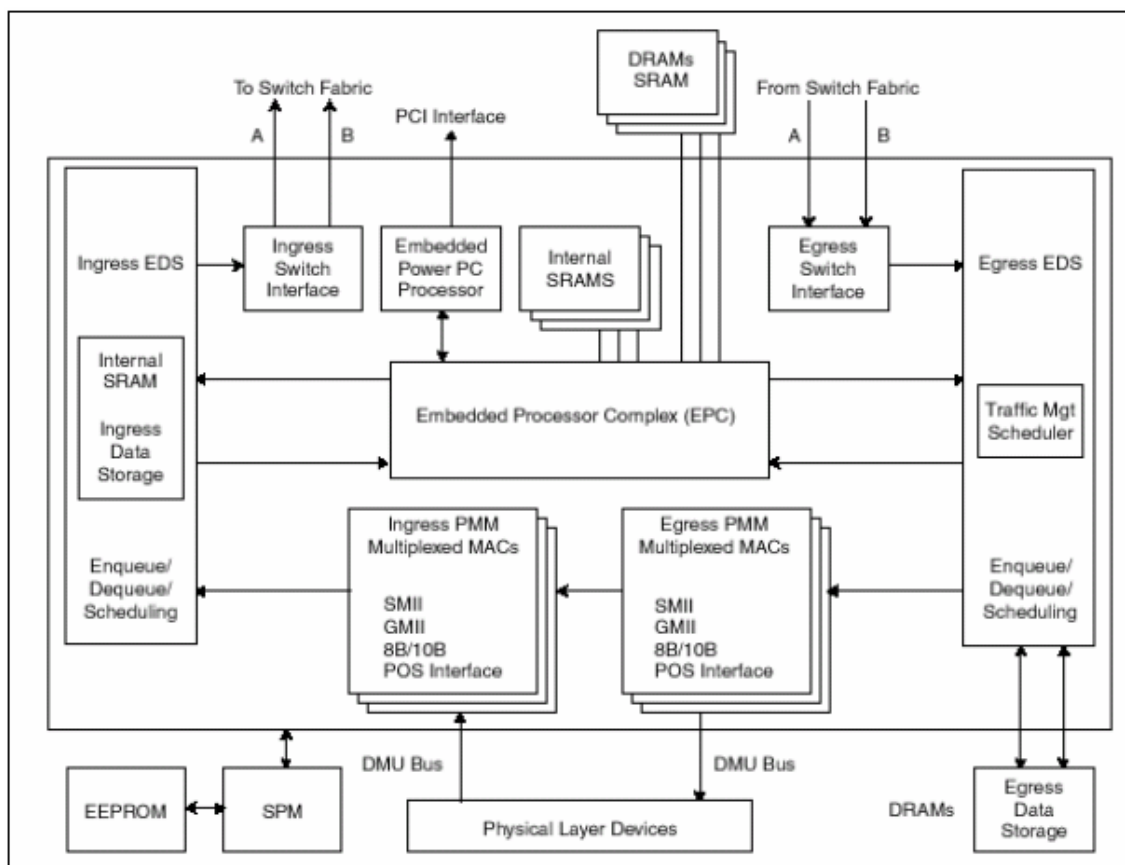 DRAMs
SRAM
To Switch Fabric
From Switch Fabric
PCI Interface
A
B
A
B
Ingress EDS
Ingress
Switch
Interface
Embedded
Power PC
Processor
Internal
SRAMS
Egress
Switch
Interface
Egress EDS
Internal
SRAM
Ingress
Data
Storage
Embedded Processor Complex (EPC)
Traffic Mgt
Scheduler
Ingress PMM
Multiplexed MACs
SMII
GMII
8B/10B
POS Interface
Egress PMM
Multiplexed MACs
SMII
GMII
8B/10B
POS Interface
Enqueue/
Dequeue/
Scheduling
Enqueue/
Dequeue/
Scheduling
DMU Bus
DMU Bus
EEPROM
SPM
Physical Layer Devices
DRAMs
Egress
Data
Storage